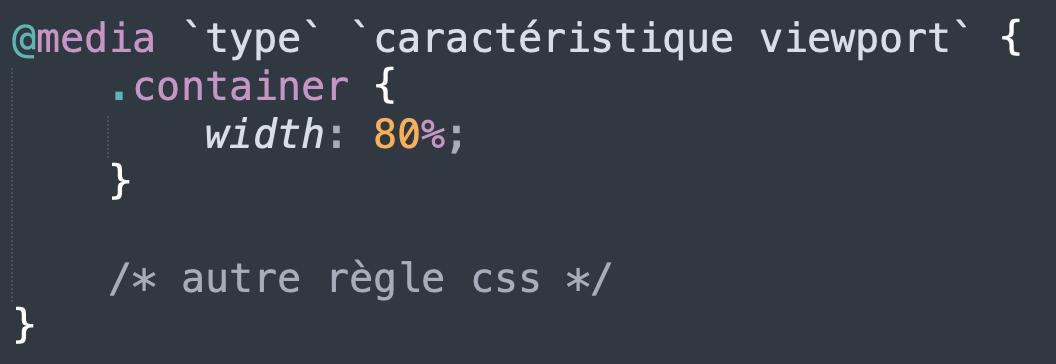 @media `type` `caractéristique viewport` {
.container {
width: 80%;
}
/* autre règle css */
}